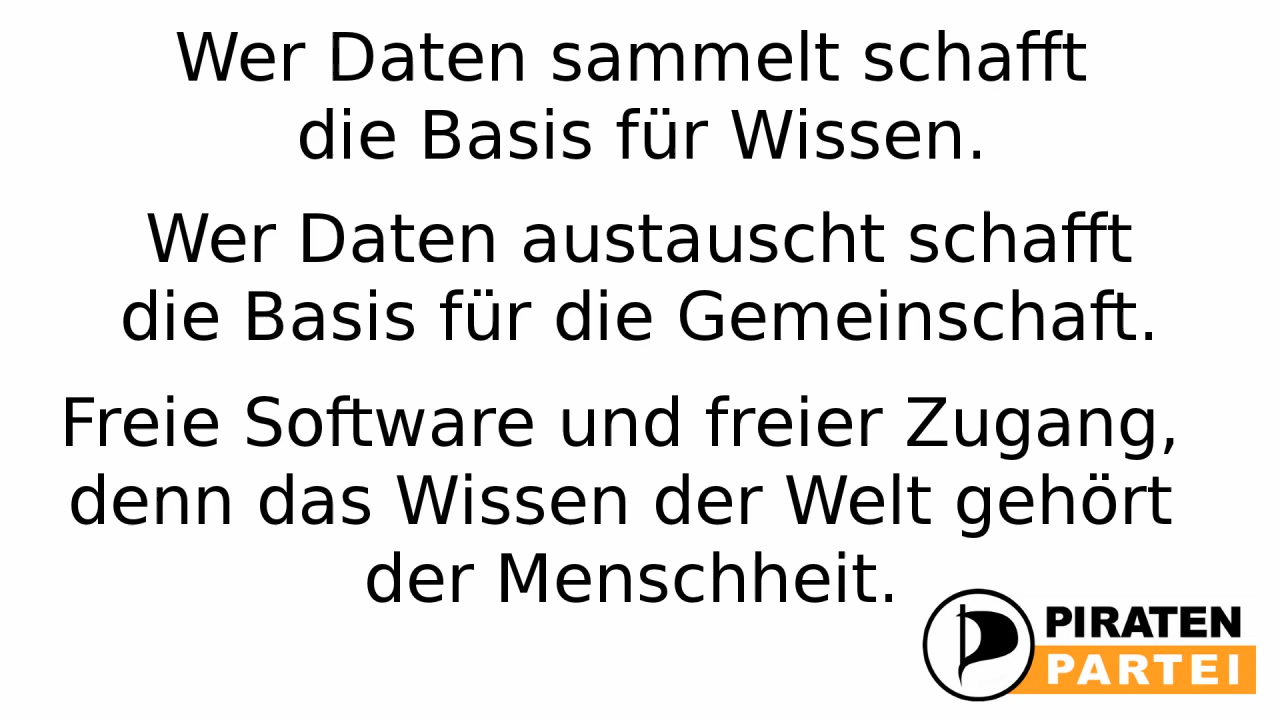 Wer Daten sammelt schafft
die Basis für Wissen.
Wer Daten austauscht schafft
die Basis für die Gemeinschaft.
Freie Software und freier Zugang,
denn das Wissen der Welt gehört
der Menschheit.
PIRATEN
PARTEI